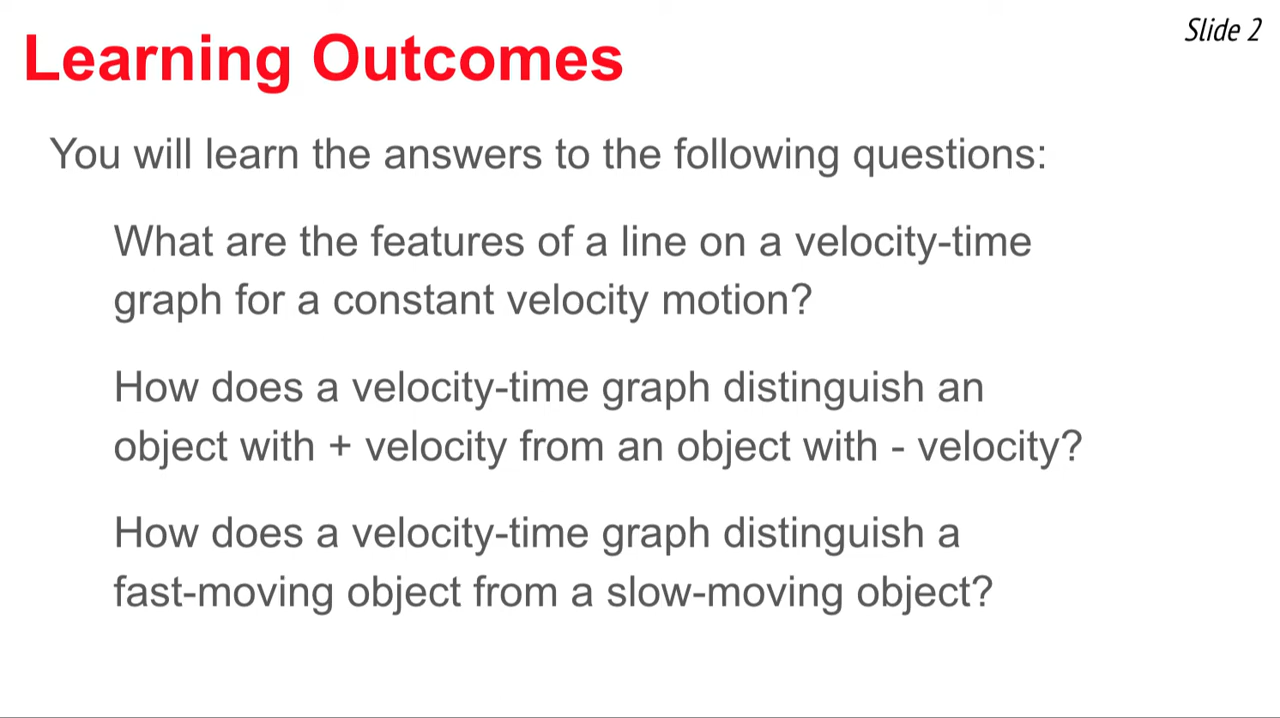 Slide 2
Learning Outcomes
You will learn the answers to the following questions:
What are the features of a line on a velocity-time
graph for a constant velocity motion?
How does a velocity-time graph distinguish an
object with + velocity from an object with - velocity?
How does a velocity-time graph distinguish a
fast-moving object from a slow-moving object?